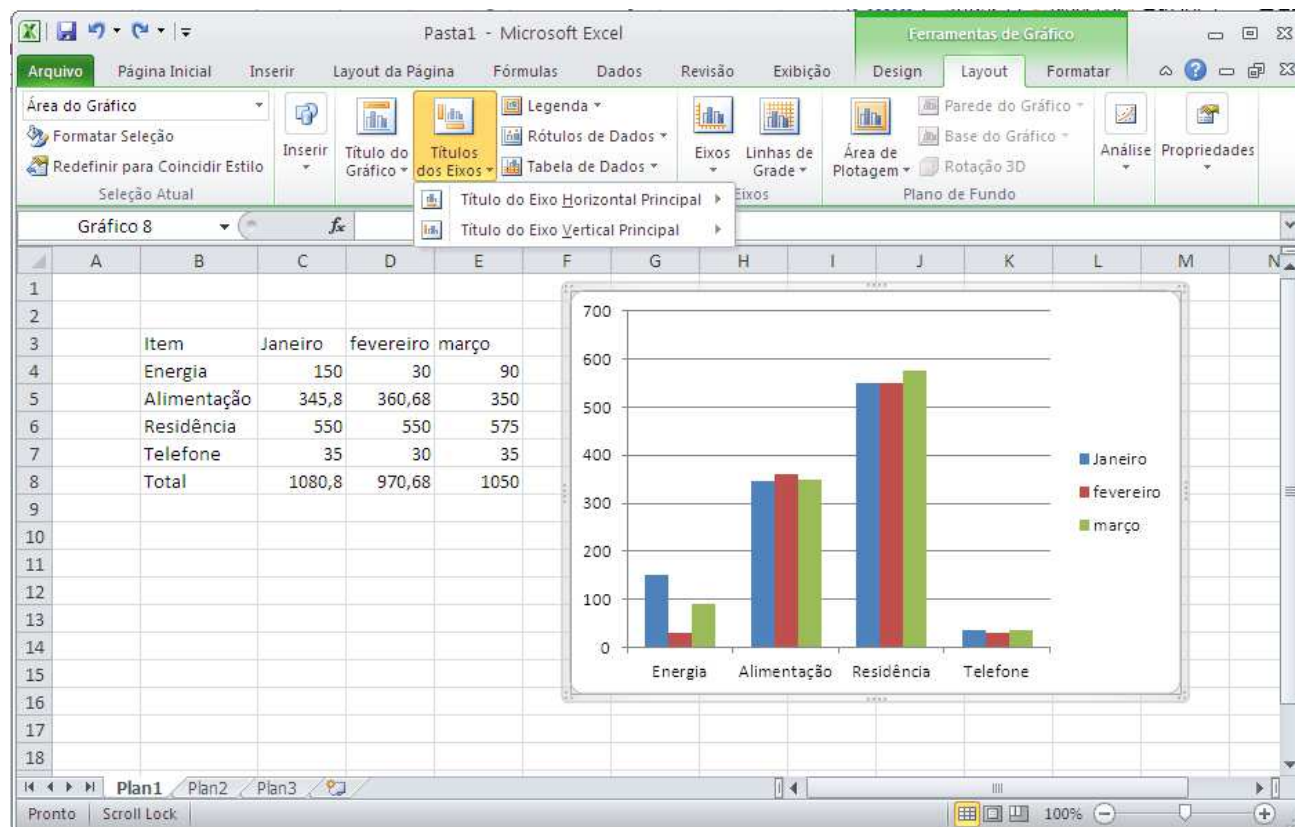 Pasta1 - Microsoft Excel
Ferramentas de Gráfico
Arquivo Página Inicial Inserir Layout da Página Fórmulas Dados Revisão Exibição Design Layout Formatar
Área do Gráfico
Formatar Seleção
Redefinir para Coincidir Estilo
Seleção Atual
Inserir
Título do Gráfico
Títulos dos Eixos
Legenda
Rótulos de Dados
Tabela de Dados
Eixos
Linhas de Grade
Eixos
Área de Plotagem
Parede do Gráfico
Base do Gráfico
Rotação 3D
Plano de Fundo
Análise
Propriedades
Título do Eixo Horizontal Principal
Título do Eixo Vertical Principal
Gráfico 8
fx
A B C D E F G H I J K L M N
1
2
3 Item Janeiro fevereiro março
4 Energia 150 30 90
5 Alimentação 345,8 360,68 350
6 Residência 550 550 575
7 Telefone 35 30 35
8 Total 1080,8 970,68 1050
9
10
11
12
13
14
15
16
17
18
700
600
500
400
300
200
100
0
Energia Alimentação Residência Telefone
Janeiro
fevereiro
março
Plan1 Plan2 Plan3
Pronto Scroll Lock 100%